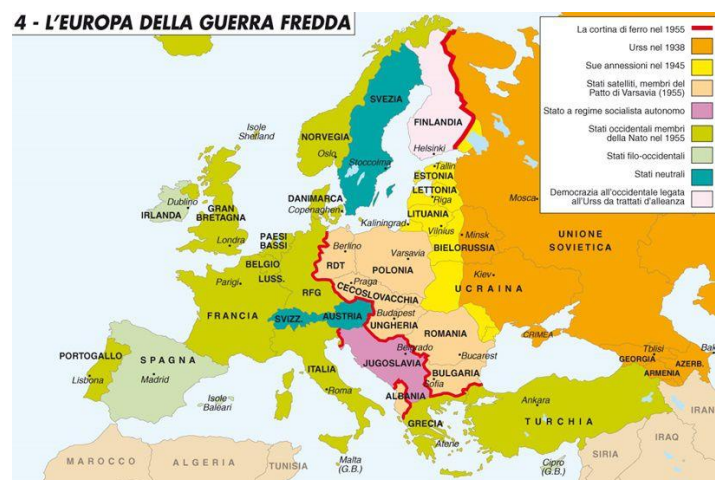 4 - L'EUROPA DELLA GUERRA FREDDA
La cortina di ferro nel 1955
Urss nel 1938
Sue annessioni nel 1945
Stati satelliti, membri del
Patto di Varsavia (1955)
Stato a regime socialista autonomo
Stati occidentali membri
della Nato nel 1955
Stati filo-occidentali
Stati neutrali
Democrazia all'occidentale legata
all'Urss da trattati d'alleanza
SVEZIA
FINLANDIA
NORVEGIA
Isole
Sherland
Oslo
Helsinki
Stoccolma
Tallin
ESTONIA
LETTONIA
Riga
DANIMARCA
Copenaghen
LITUANIA
Kaliningrad
Vilnius
Mosca
Dublino
IRLANDA
GRAN
BRETAGNA
Londra
PAESI
BASSI
Berlino
RDT
Varsavia
POLONIA
Minsk
BIELORUSSIA
UNIONE
SOVIETICA
BELGIO
LUSS.
Parigi
RFG
Praga
CECOSLOVACCHIA
Kiev
UCRAINA
FRANCIA
SVIZZ.
AUSTRIA
Budapest
UNGHERIA
ROMANIA
CRIMEA
Belgrado
JUGOSLAVIA
Bucarest
BULGARIA
Sofia
Tblisi
GEORGIA
ARMENIA
AZERB.
Bak
PORTOGALLO
Lisbona
SPAGNA
Madrid
Isole
Baleari
ITALIA
Roma
ALBANIA
GRECIA
Atene
Ankara
TURCHIA
IRAN
IRAQ
SIRIA
Cipro
(G.B.)
Malta
(G.B.)
MAROCCO
ALGERIA
TUNISIA